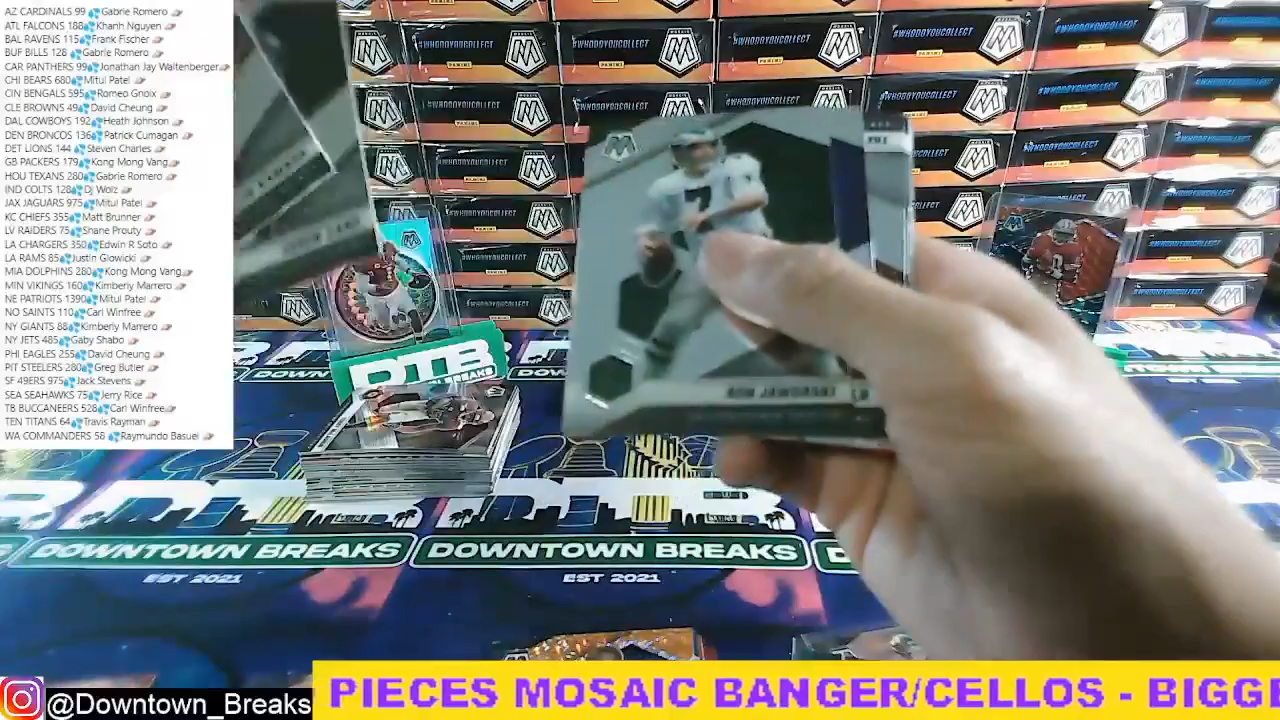 AZ CARDINALS 99💦Gabrie Romero🏈
ATL FALCONS 188💦Khanh Nguyen
BAL RAVENS 115💦Frank Fischer
BUF BILLS 128 💦Gabrie Romero
CAR PANTHERS 99💦Jonathan Jay Waltenberger
CHI BEARS 680💦Mitul Patel
CIN BENGALS 595💦Romeo Gnoix
CLE BROWNS 49💦David Cheung
DAL COWBOYS 192💦Heath Johnson
DEN BRONCOS 136💦Patrick Cumagan
DET LIONS 144 💦Steven Charles
GB PACKERS 179💦Kong Mong Vang
HOU TEXANS 280💦Gabrie Romero
IND COLTS 128💦DJ Wolz
JAX JAGUARS 975💦Mitul Patel
KC CHIEFS 355💦Matt Brunner
LV RAIDERS 75💦Shane Prouty
LA CHARGERS 350💦Edwin R Soto
LA RAMS 85💦Justin Glowicki
MIA DOLPHINS 280💦Kong Mong Vang
MIN VIKINGS 160💦Kimberly Marrero
NE PATRIOTS 1390💦Mitul Patel
NO SAINTS 110💦Carl Winfree
NY GIANTS 88💦Kimberly Marrero
NY JETS 485💦Gaby Shabo
PHI EAGLES 255💦David Cheung
PIT STEELERS 280💦Greg Butler
SF 49ERS 975💦Jack Stevens
SEA SEAHAWKS 75💦Jerry Rice
TB BUCCANEERS 528💦Carl Winfree
TEN TITANS 64💦Travis Rayman
WA COMMANDERS 58 💦Raymundo Basuel
#WHODOYOUCOLLECT
PANINI
MOSAIC
RON JAWORSKI
DTB
DOWNTOWN BREAKS
EST 2021
DOWNTOWN BREAKS
EST 2021
@Downtown_Breaks
PIECES MOSAIC BANGER/CELLOS - BIGGE